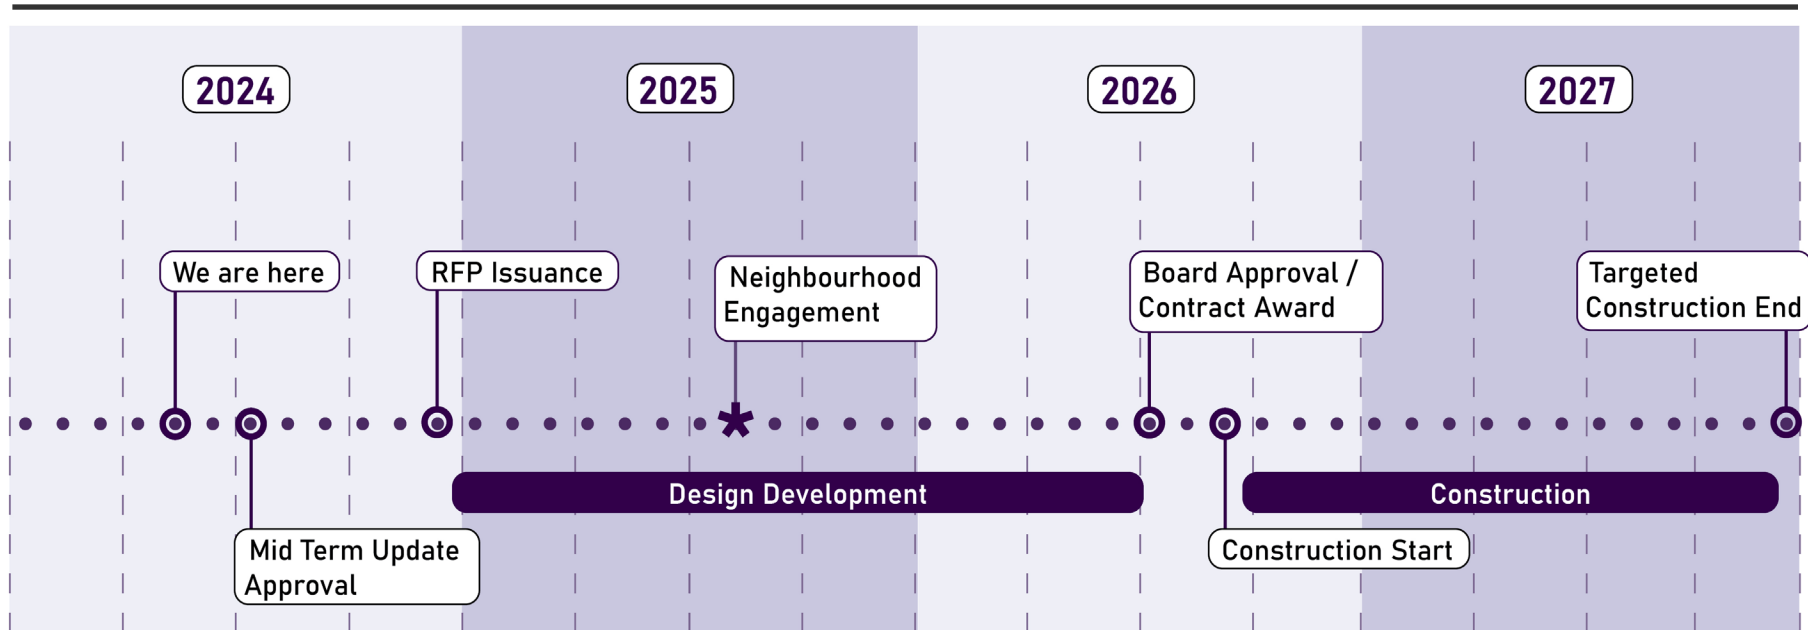 2024
2025
2026
2027
We are here
RFP Issuance
Neighbourhood
Engagement
Board Approval /
Contract Award
Targeted
Construction End
Design Development
Construction
Mid Term Update
Approval
Construction Start